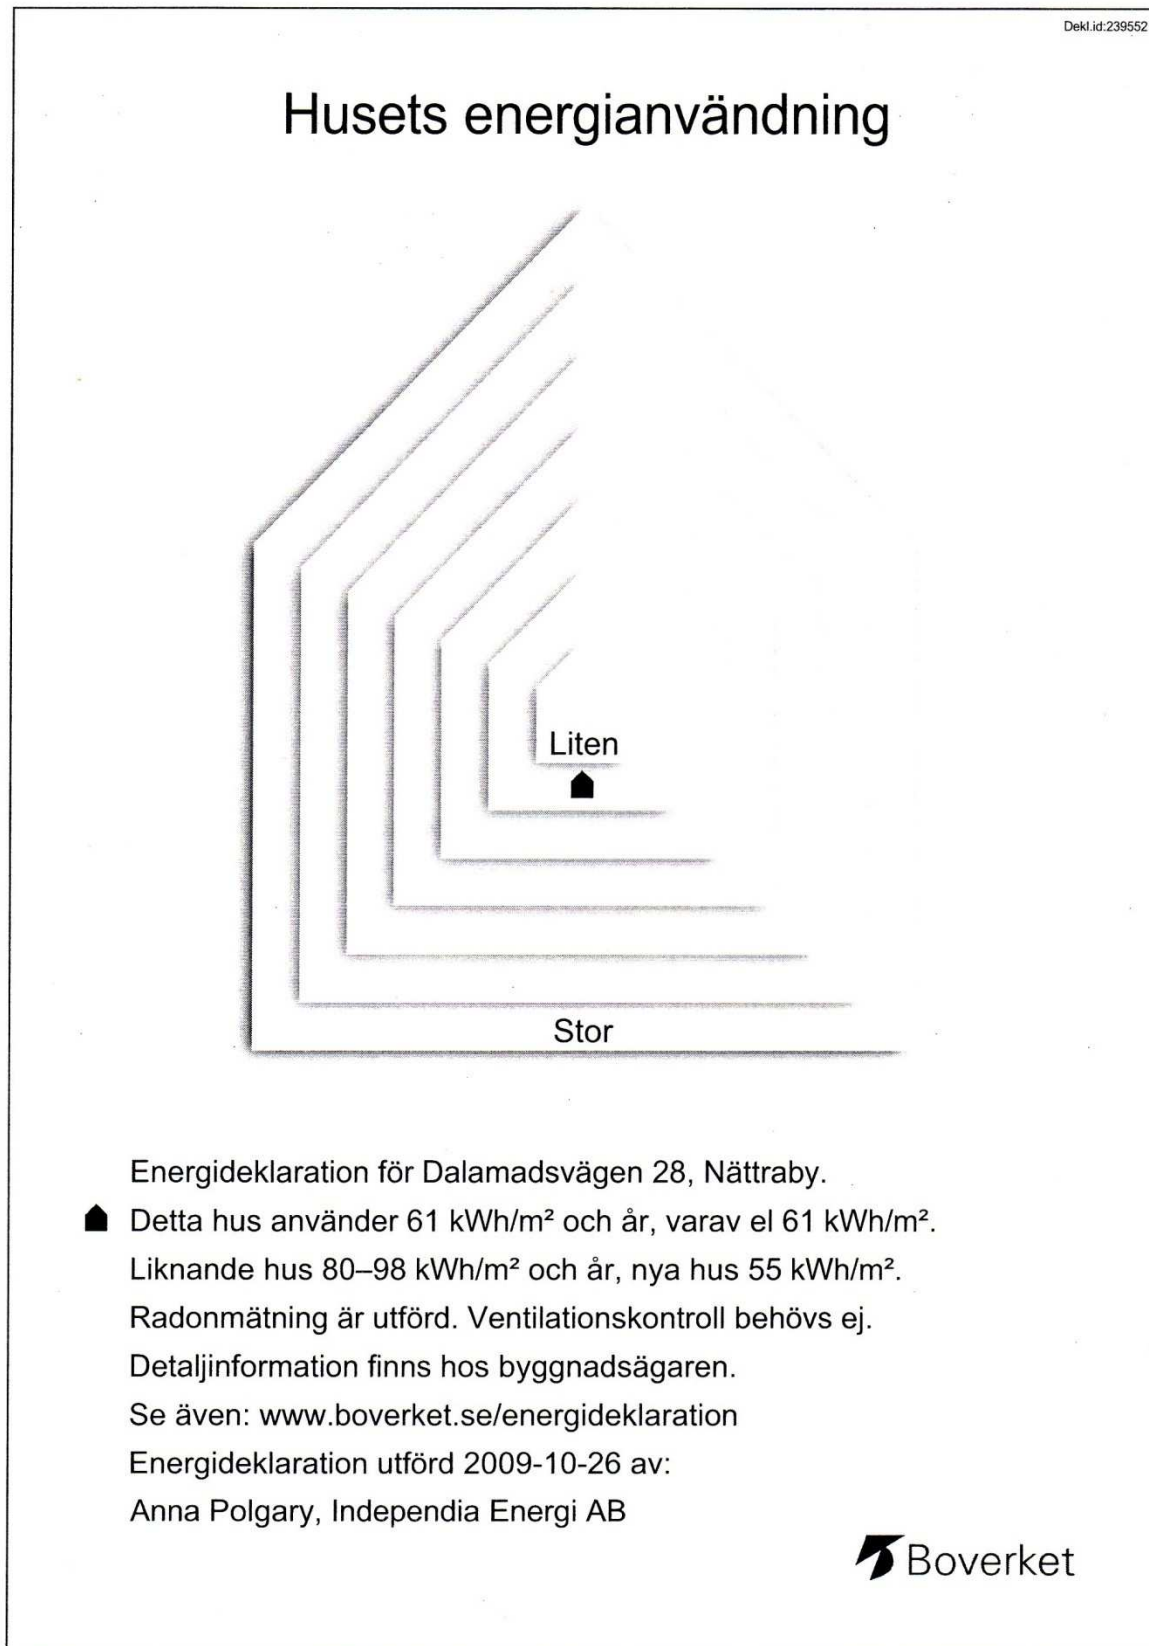 Dekl.id:239552
Husets energianvändning
Liten
Stor
Energideklaration för Dalamadsvägen 28, Nättraby.
Detta hus använder 61 kWh/m² och år, varav el 61 kWh/m².
Liknande hus 80–98 kWh/m² och år, nya hus 55 kWh/m².
Radonmätning är utförd. Ventilationskontroll behövs ej.
Detaljinformation finns hos byggnadsägaren.
Se även: www.boverket.se/energideklaration
Energideklaration utförd 2009-10-26 av:
Anna Polgary, Independia Energi AB
Boverket